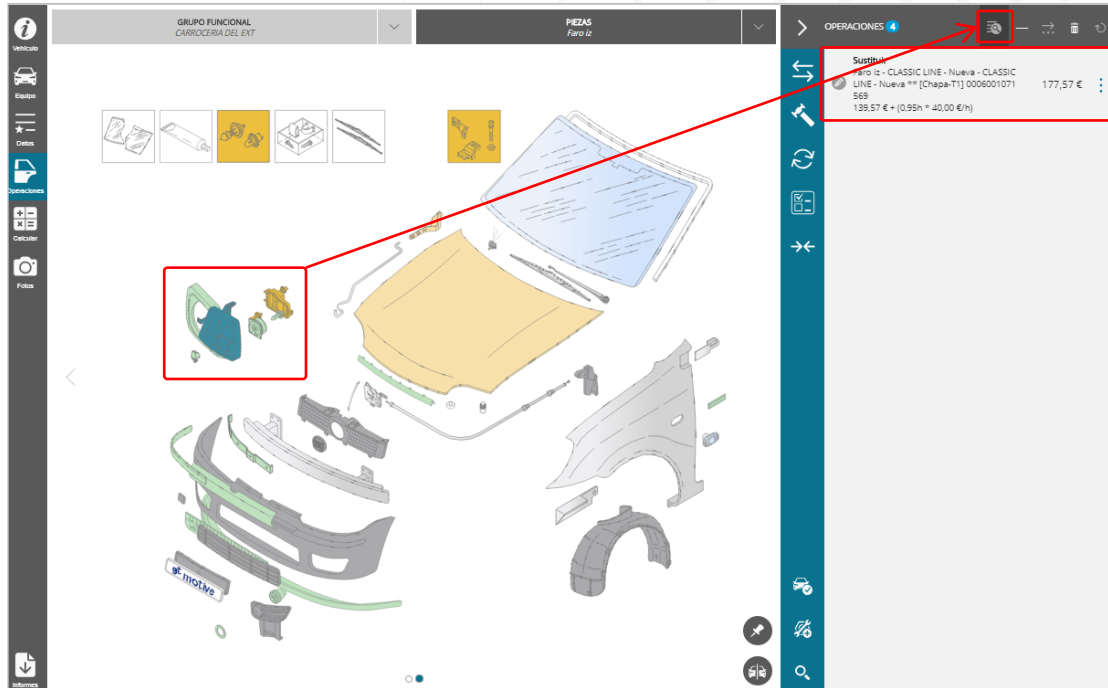 Vehículo
Equipo
Datos
Operaciones
Calcular
Fotos
Informes
GRUPO FUNCIONAL
CARROCERIA DEL EXT
PIEZAS
Faro iz
gt motive
OPERACIONES 4
Sustituir
Faro iz - CLASSIC LINE - Nueva - CLASSIC
LINE - Nueva ** [Chapa-T1] 0006001071
569
139,57 € + (0.95h * 40,00 €/h)
177,57 €